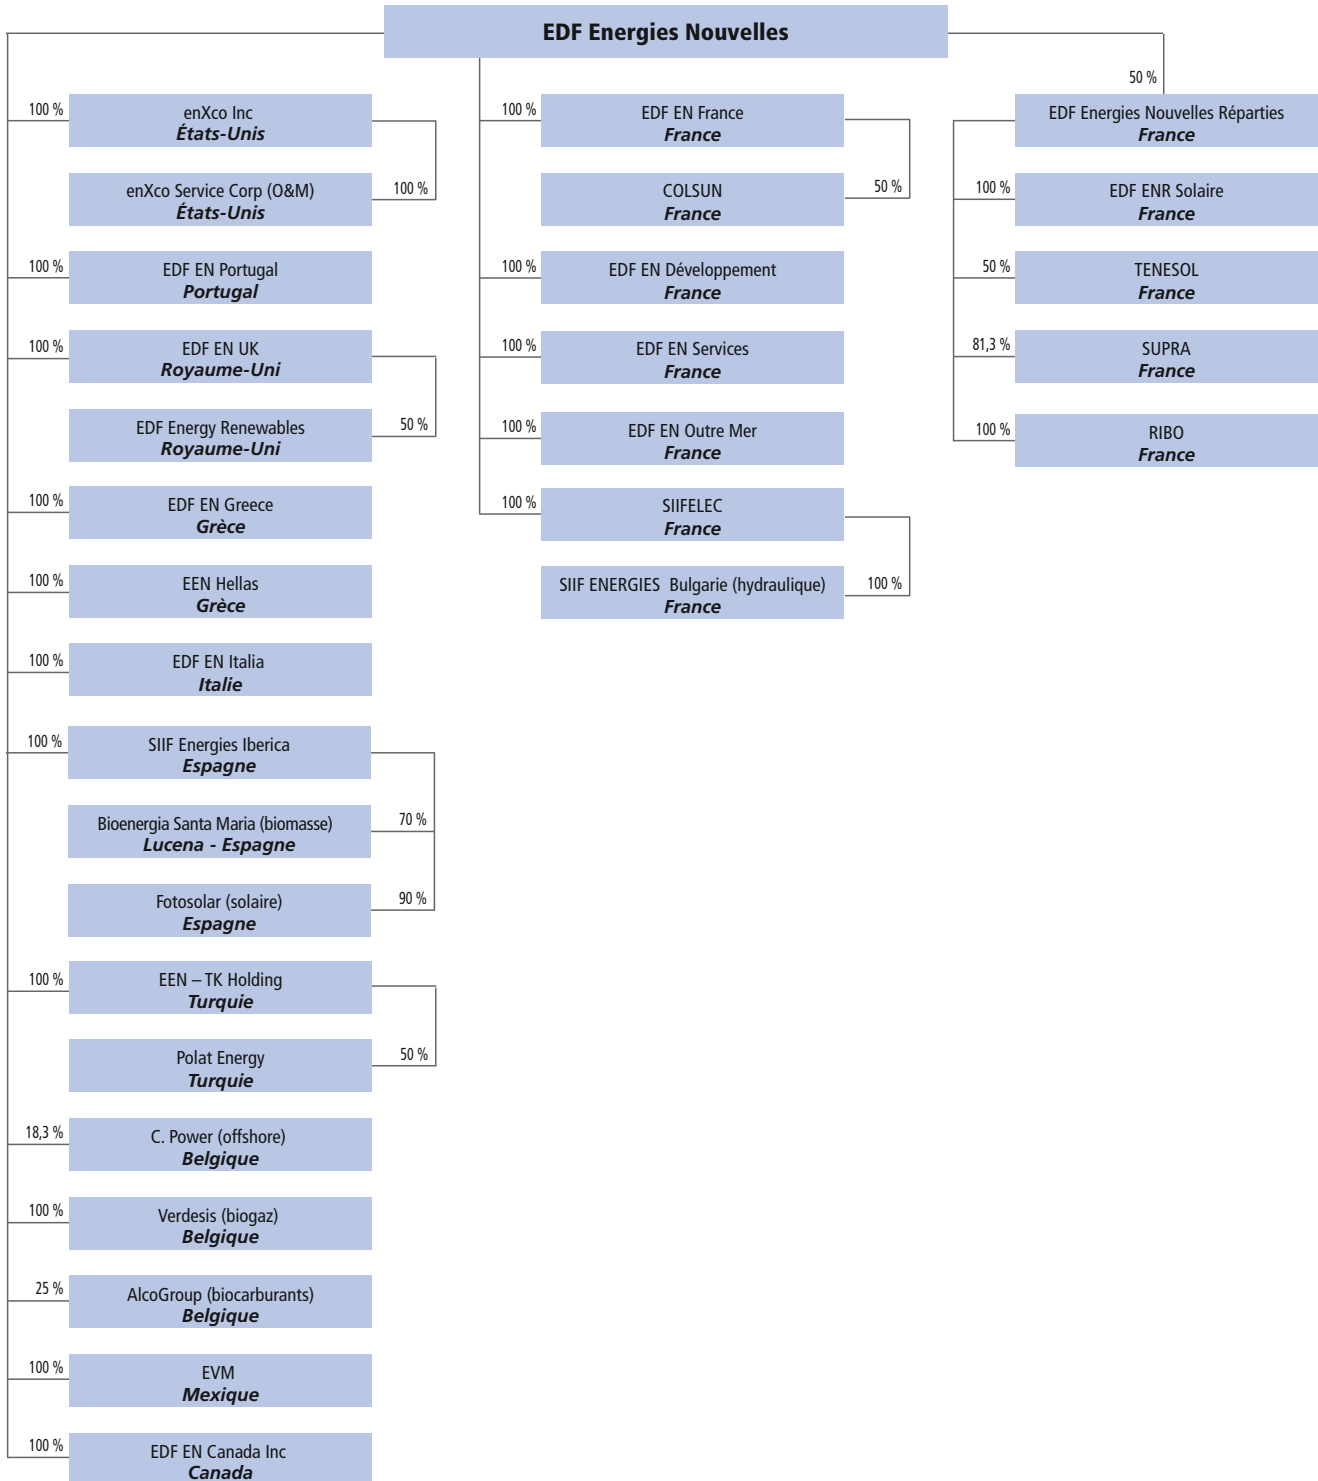 EDF Energies Nouvelles
100 %
enXco Inc
États-Unis
enXco Service Corp (O&M)
États-Unis
100 %
100 %
EDF EN Portugal
Portugal
100 %
EDF EN UK
Royaume-Uni
EDF Energy Renewables
Royaume-Uni
50 %
100 %
EDF EN Greece
Grèce
100 %
EEN Hellas
Grèce
100 %
EDF EN Italia
Italie
100 %
SIIF Energies Iberica
Espagne
Bioenergia Santa Maria (biomasse)
Lucena - Espagne
70 %
Fotosolar (solaire)
Espagne
90 %
100 %
EEN – TK Holding
Turquie
Polat Energy
Turquie
50 %
18,3 %
C. Power (offshore)
Belgique
100 %
Verdesis (biogaz)
Belgique
25 %
AlcoGroup (biocarburants)
Belgique
100 %
EVM
Mexique
100 %
EDF EN Canada Inc
Canada
100 %
EDF EN France
France
COLSUN
France
50 %
100 %
EDF EN Développement
France
100 %
EDF EN Services
France
100 %
EDF EN Outre Mer
France
100 %
SIIFELEC
France
SIIF ENERGIES Bulgarie (hydraulique)
France
100 %
50 %
EDF Energies Nouvelles Réparties
France
100 %
EDF ENR Solaire
France
50 %
TENESOL
France
81,3 %
SUPRA
France
100 %
RIBO
France